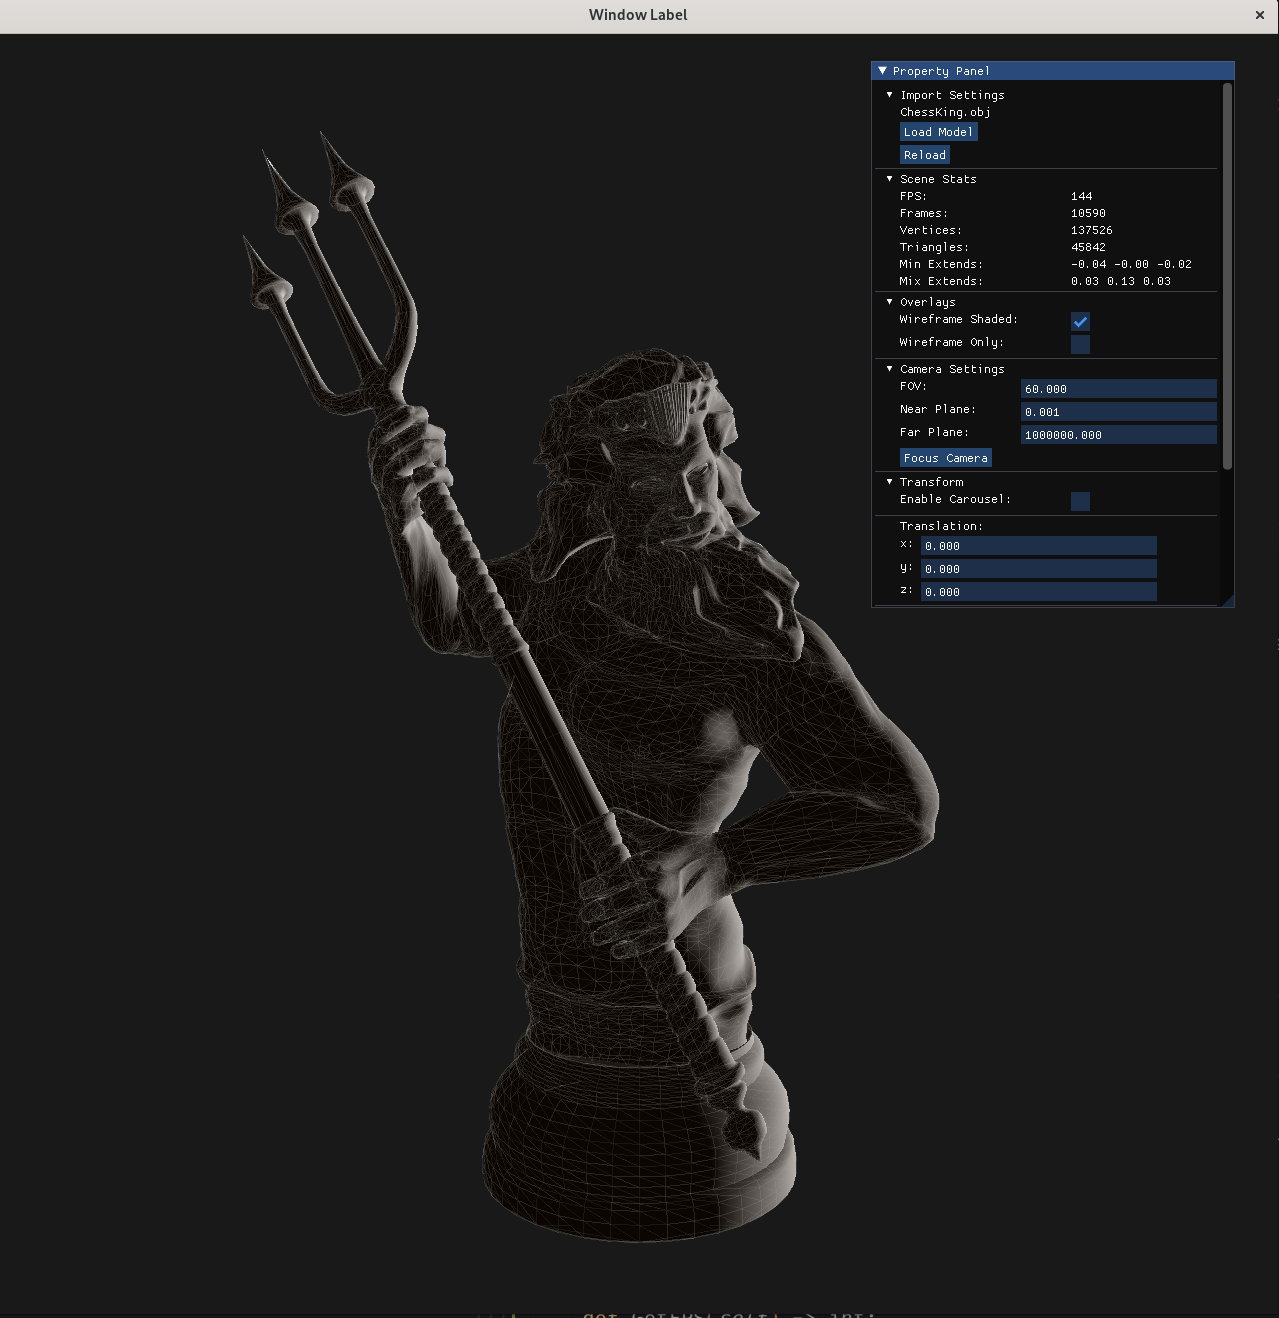 Window Label
Property Panel
Import Settings
ChessKing.obj
Load Model
Reload
Scene Stats
FPS: 144
Frames: 10590
Vertices: 137526
Triangles: 45842
Min Extends: -0.04 -0.00 -0.02
Mix Extends: 0.03 0.13 0.03
Overlays
Wireframe Shaded:
Wireframe Only:
Camera Settings
FOV: 60.000
Near Plane: 0.001
Far Plane: 1000000.000
Focus Camera
Transform
Enable Carousel:
Translation:
x: 0.000
y: 0.000
z: 0.000